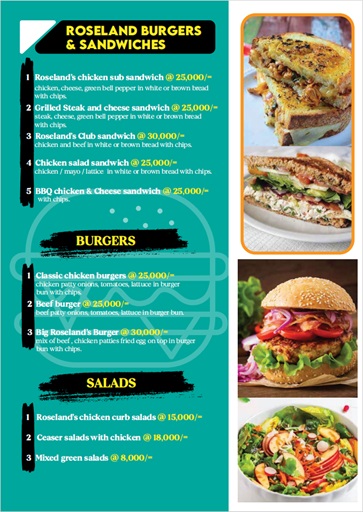 ROSELAND BURGERS
& SANDWICHES
1 Roseland's chicken sub sandwich @ 25,000/=
chicken, cheese, green bell pepper in white or brown bread
with chips.
2 Grilled Steak and cheese sandwich @ 25,000/=
steak, cheese, green bell pepper in white or brown bread
with chips.
3 Roseland's Club sandwich @ 30,000/=
chicken and beef in white or brown bread with chips.
4 Chicken salad sandwich @ 25,000/=
chicken / mayo / lattice in white or brown bread with chips.
5 BBQ chicken & Cheese sandwich @ 25,000/=
with chips.
BURGERS
1 Classic chicken burgers @ 25,000/=
chicken patty onions, tomatoes, lattuce in burger
bun with chips.
2 Beef burger @ 25,000/=
beef patty onions, tomatoes, lattuce in burger bun.
3 Big Roseland's Burger @ 30,000/=
mix of beef , chicken patties fried egg on top in burger
bun with chips.
SALADS
1 Roseland's chicken curb salads @ 15,000/=
2 Ceaser salads with chicken @ 18,000/=
3 Mixed green salads @ 8,000/=